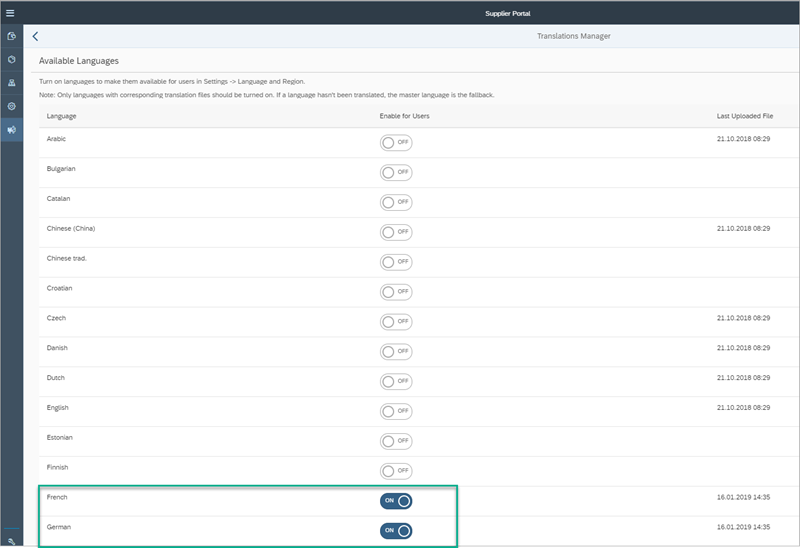 Supplier Portal
Translations Manager
Available Languages
Turn on languages to make them available for users in Settings -> Language and Region.
Note: Only languages with corresponding translation files should be turned on. If a language hasn't been translated, the master language is the fallback.
Language Enable for Users Last Uploaded File
Arabic OFF 21.10.2018 08:29
Bulgarian OFF
Catalan OFF
Chinese (China) OFF 21.10.2018 08:29
Chinese trad. OFF
Croatian OFF
Czech OFF 21.10.2018 08:29
Danish OFF 21.10.2018 08:29
Dutch OFF 21.10.2018 08:29
English OFF 21.10.2018 08:29
Estonian OFF
Finnish OFF
French ON 16.01.2019 14:35
German ON 16.01.2019 14:35